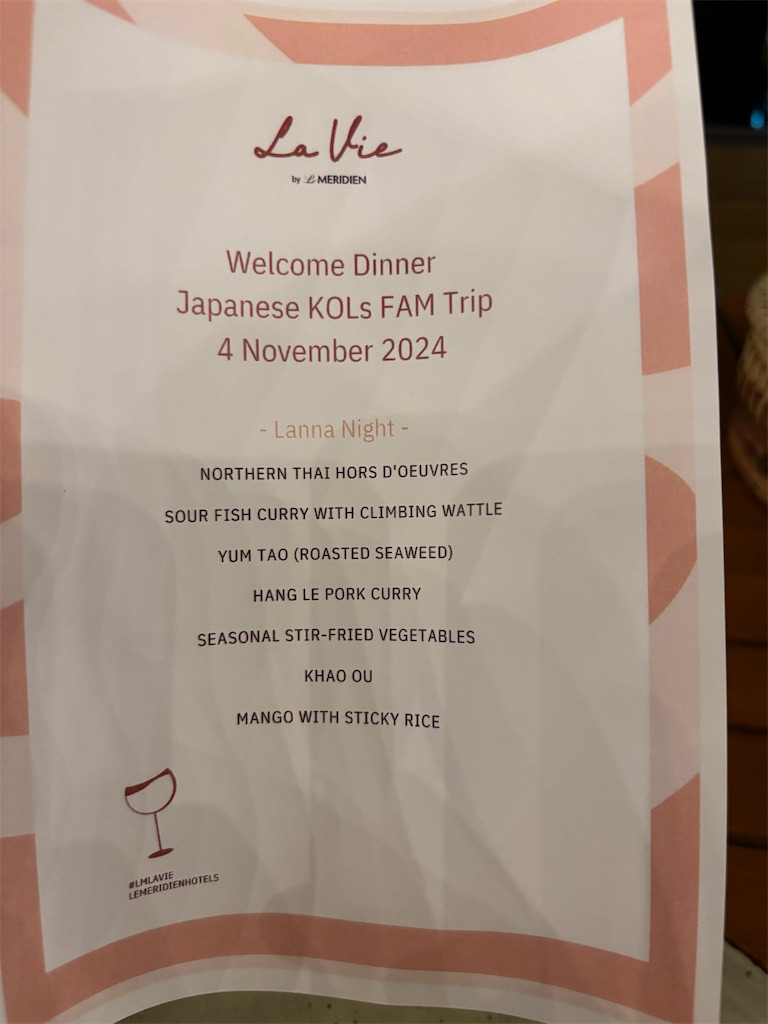 La Vie
by Le MERIDIEN
Welcome Dinner
Japanese KOLs FAM Trip
4 November 2024
- Lanna Night -
NORTHERN THAI HORS D'OEUVRES
SOUR FISH CURRY WITH CLIMBING WATTLE
YUM TAO (ROASTED SEAWEED)
HANG LE PORK CURRY
SEASONAL STIR-FRIED VEGETABLES
KHAO OU
MANGO WITH STICKY RICE
#LMLAVIE
LEMERIDIENHOTELS